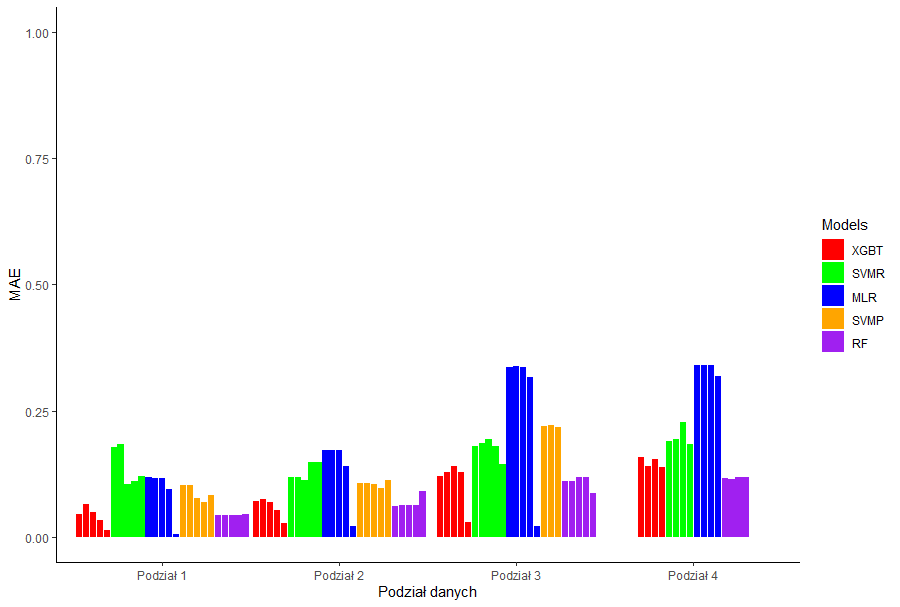 1.00
0.75
0.50
0.25
0.00
MAE
Podział 1
Podział 2
Podział 3
Podział 4
Podział danych
Models
XGBT
SVMR
MLR
SVMP
RF